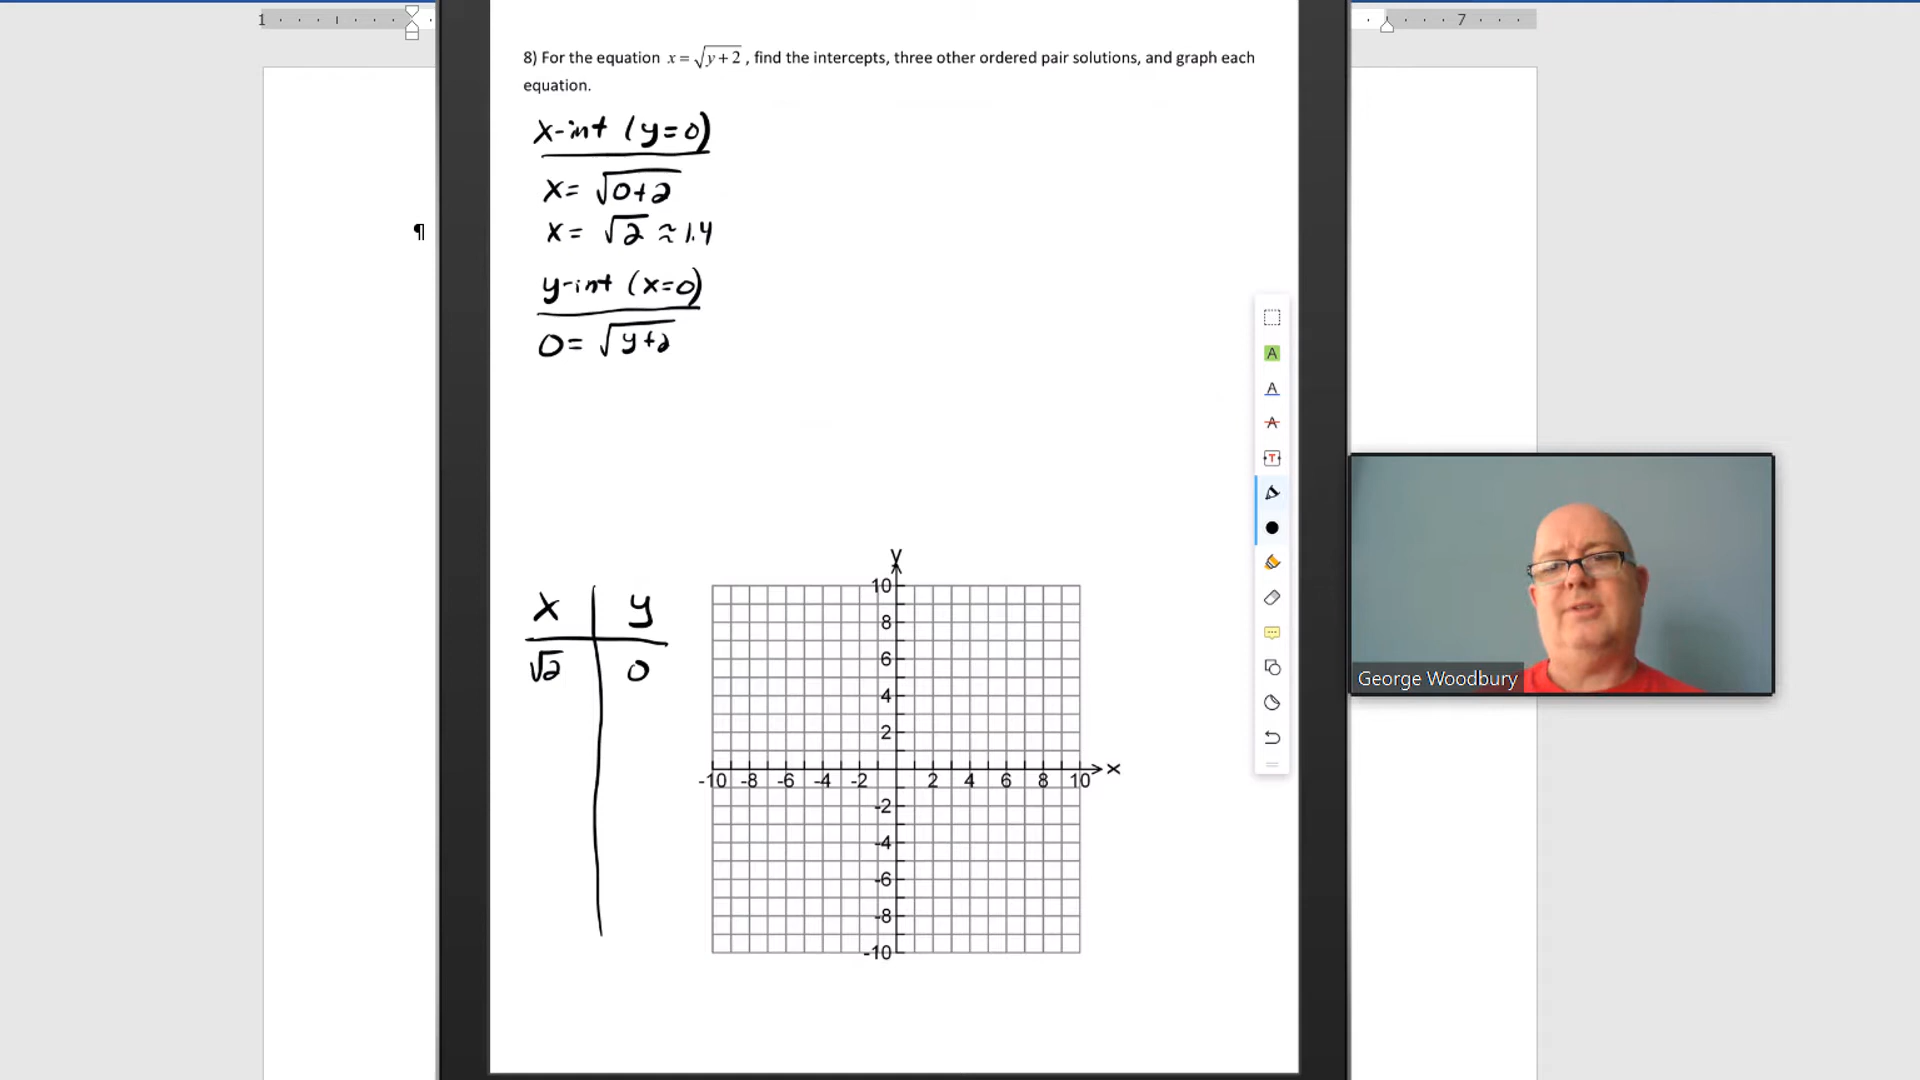 1
7
8) For the equation x = √(y + 2) , find the intercepts, three other ordered pair solutions, and graph each
equation.
x-int (y=0)
x = √(0+2)
x = √2 ≈ 1.4
¶
y-int (x=0)
0 = √(y+2)
A
A
A
T
y
10
8
6
4
2
-10 -8 -6 -4 -2 2 4 6 8 10 x
-2
-4
-6
-8
-10
x y
√2 0
George Woodbury